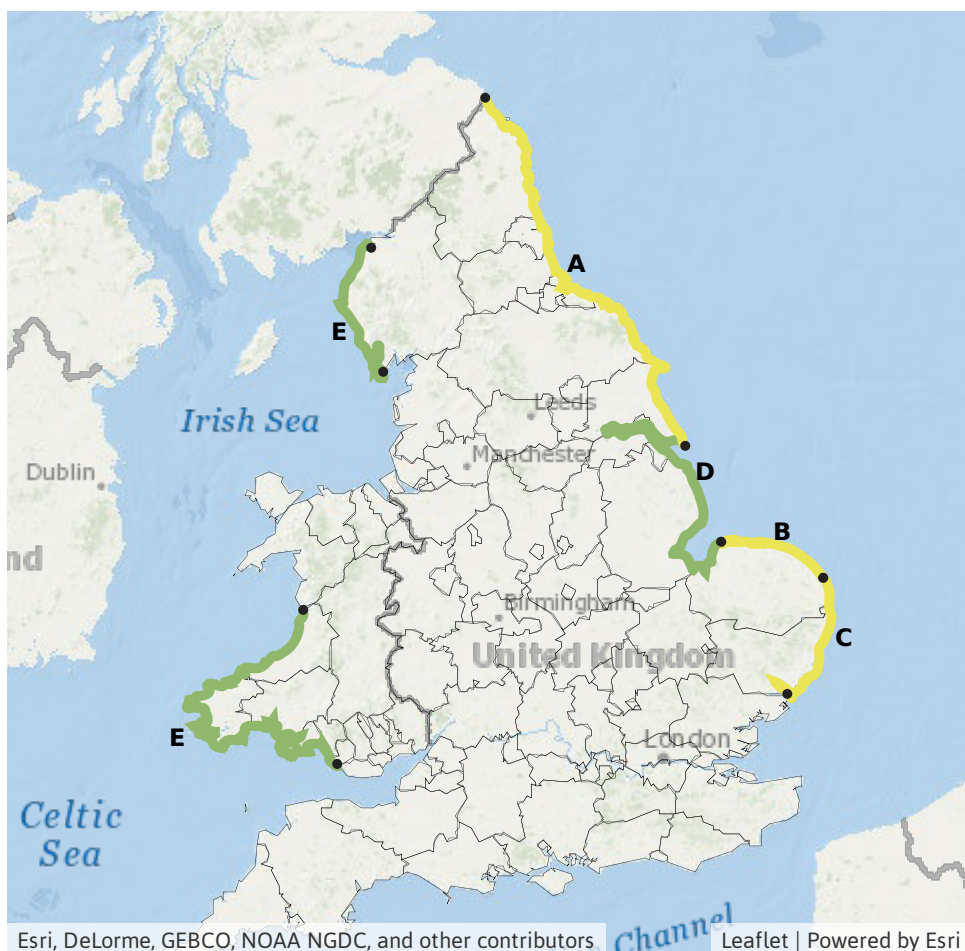 A
E
Irish Sea
Leeds
Manchester
Dublin
D
B
nd
Birmingham
C
United Kingdom
E
London
Celtic
Sea
Channel
Esri, DeLorme, GEBCO, NOAA NGDC, and other contributors
Leaflet | Powered by Esri